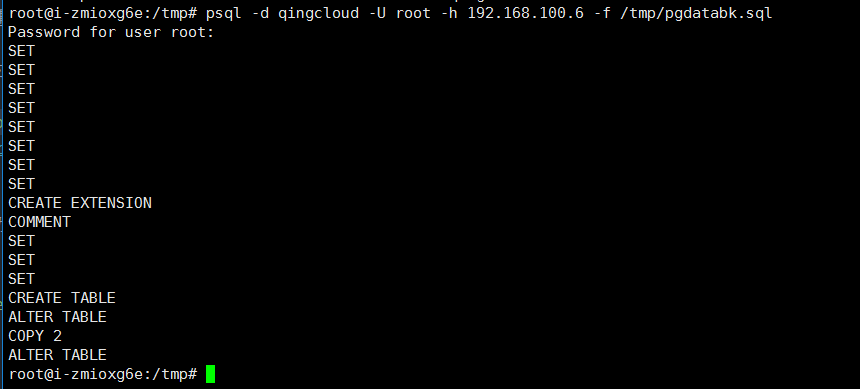 root@i-zmioxg6e:/tmp# psql -d qingcloud -U root -h 192.168.100.6 -f /tmp/pgdatabk.sql
Password for user root:
SET
SET
SET
SET
SET
SET
SET
SET
CREATE EXTENSION
COMMENT
SET
SET
SET
CREATE TABLE
ALTER TABLE
COPY 2
ALTER TABLE
root@i-zmioxg6e:/tmp#